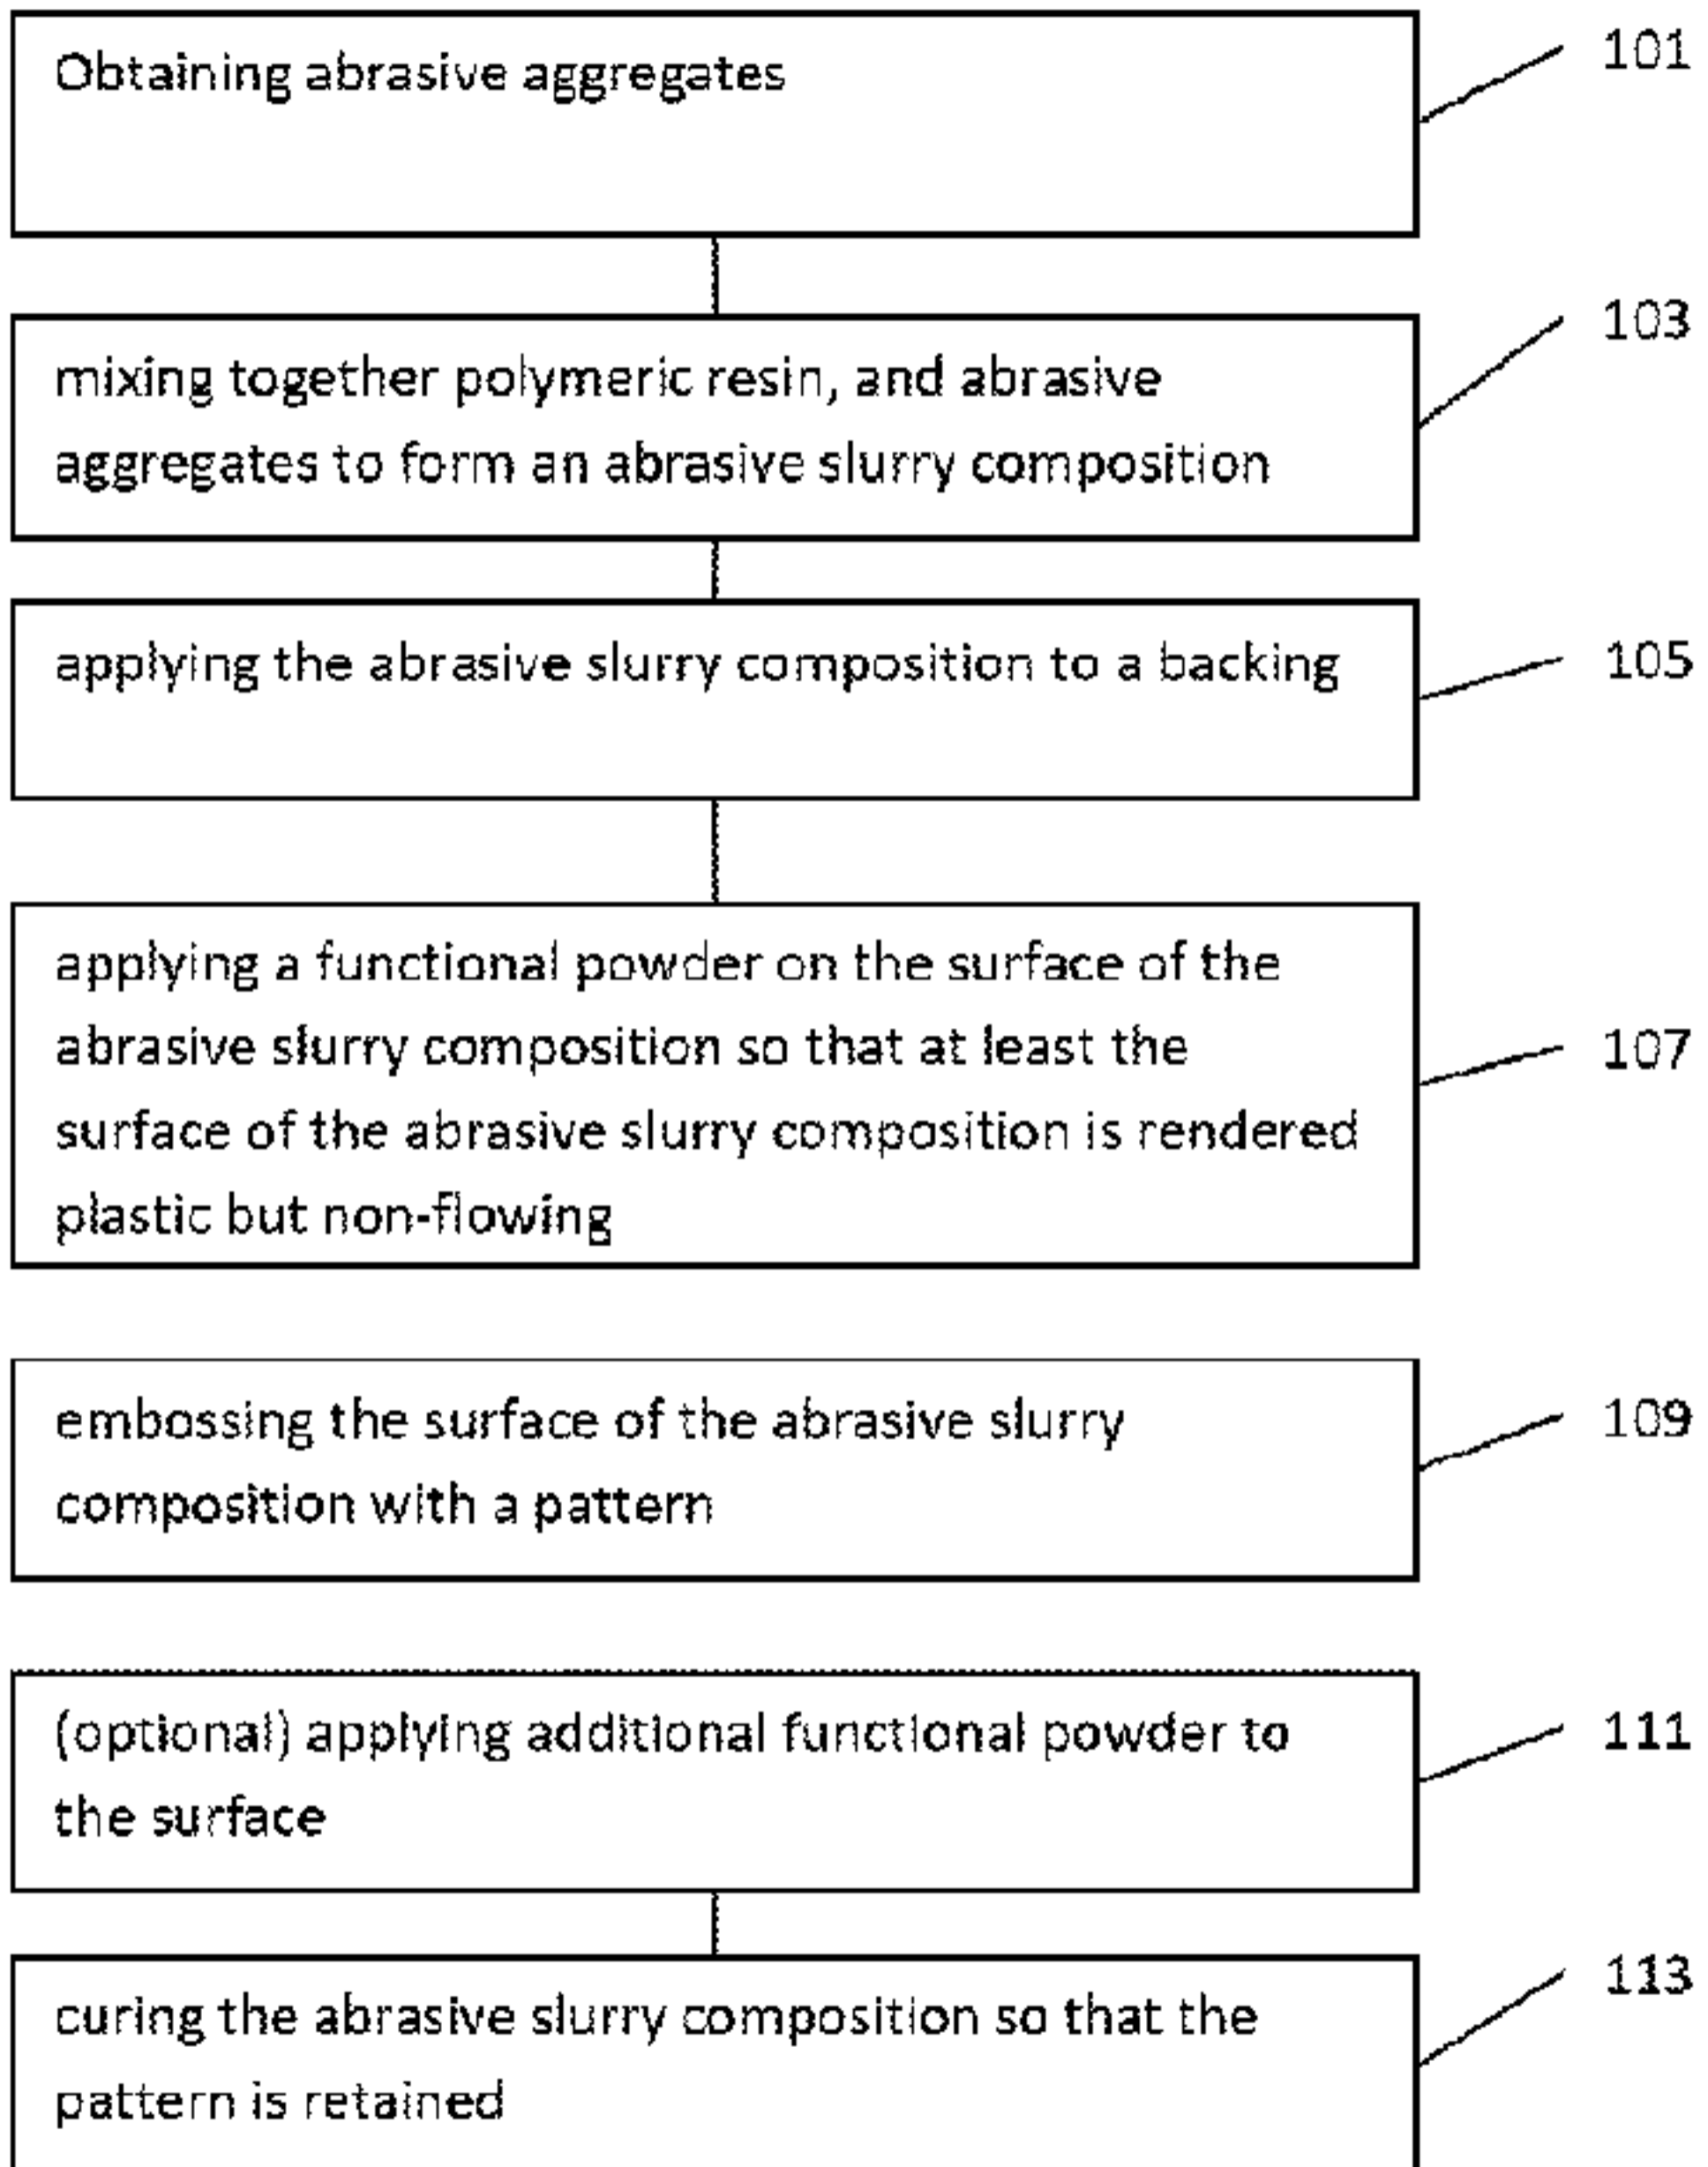 Obtaining abrasive aggregates
101
mixing together polymeric resin, and abrasive
aggregates to form an abrasive slurry composition
103
applying the abrasive slurry composition to a backing
105
applying a functional powder on the surface of the
abrasive slurry composition so that at least the
surface of the abrasive slurry composition is rendered
plastic but non-flowing
107
embossing the surface of the abrasive slurry
composition with a pattern
109
(optional) applying additional functional powder to
the surface
111
curing the abrasive slurry composition so that the
pattern is retained
113